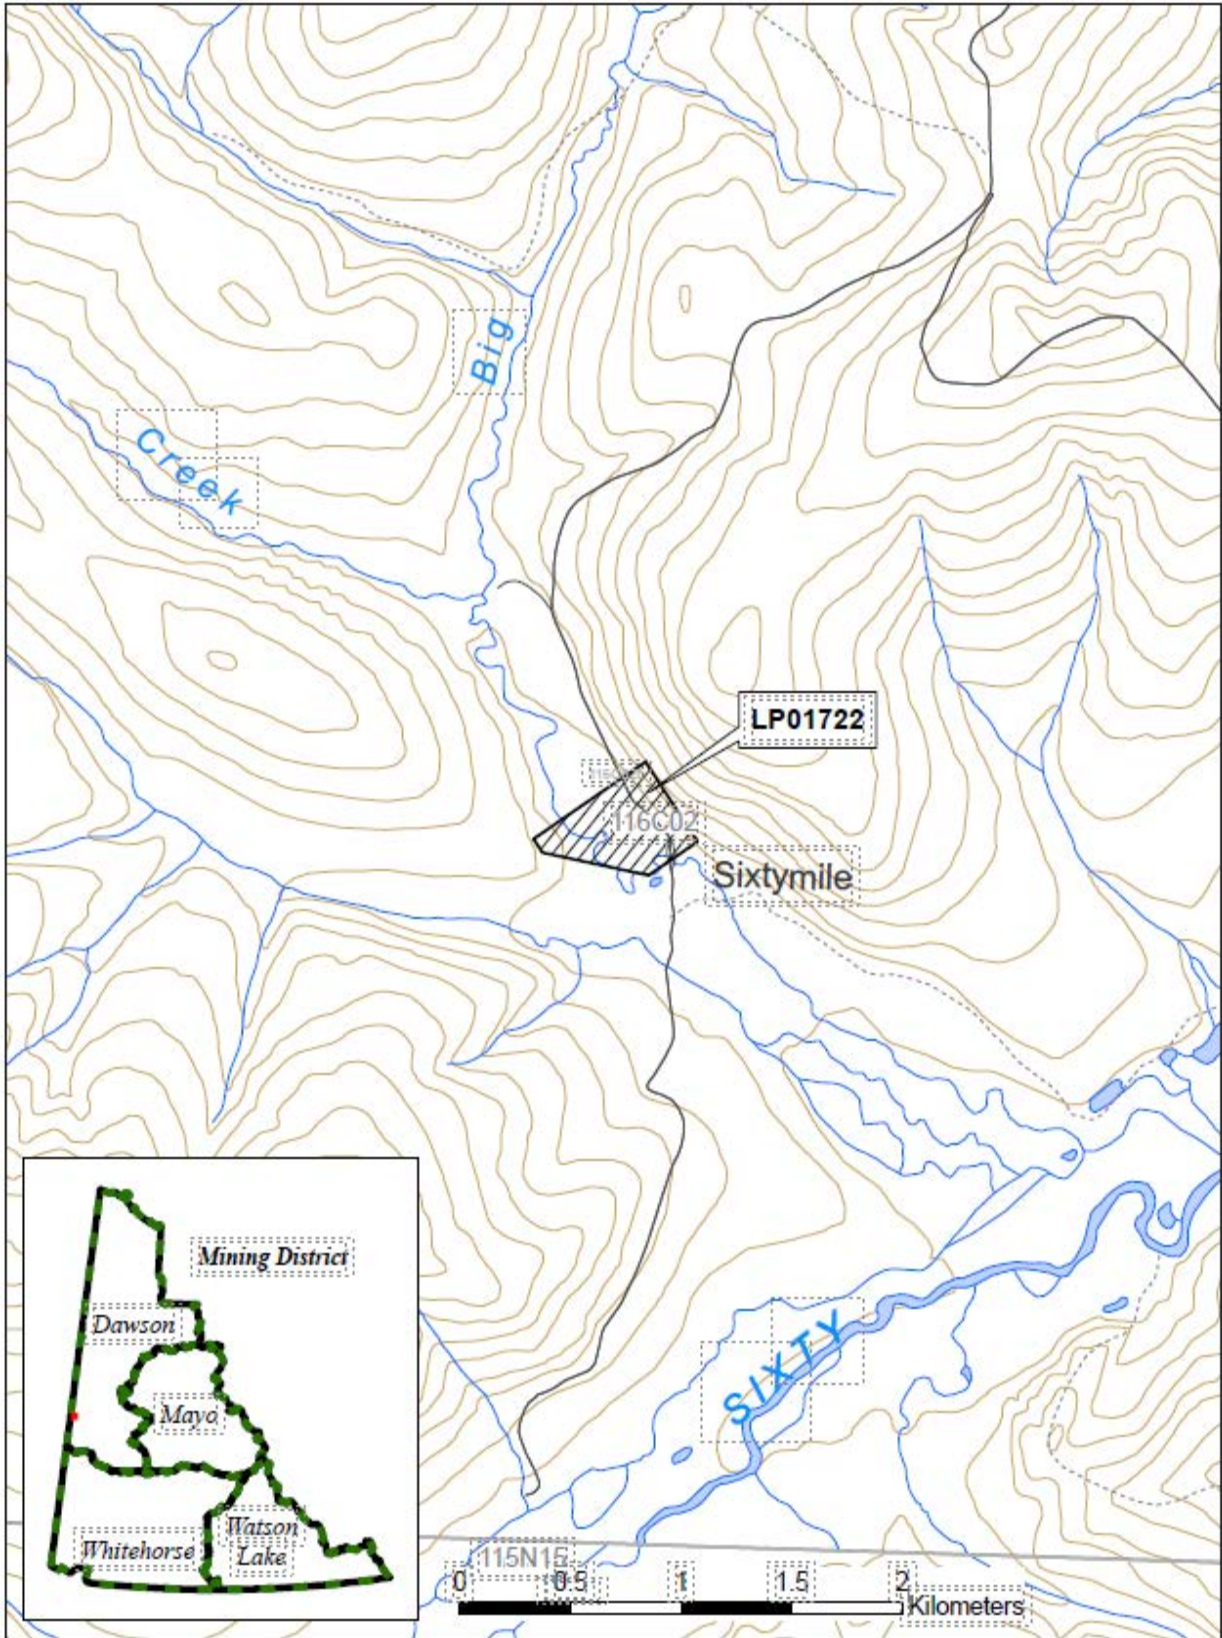 Big
Creek
LP01722
116C02
Sixtymile
Mining District
Dawson
Mayo
Watson
Lake
Whitehorse
SIXTY
115N15
0 0.5 1 1.5 2
Kilometers